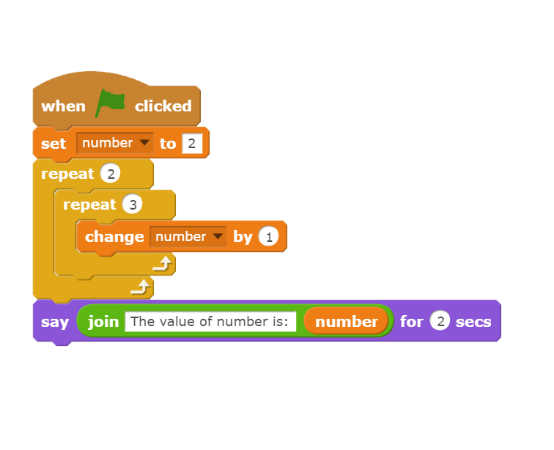 when clicked
set number to 2
repeat 2
repeat 3
change number by 1
say join The value of number is: number for 2 secs